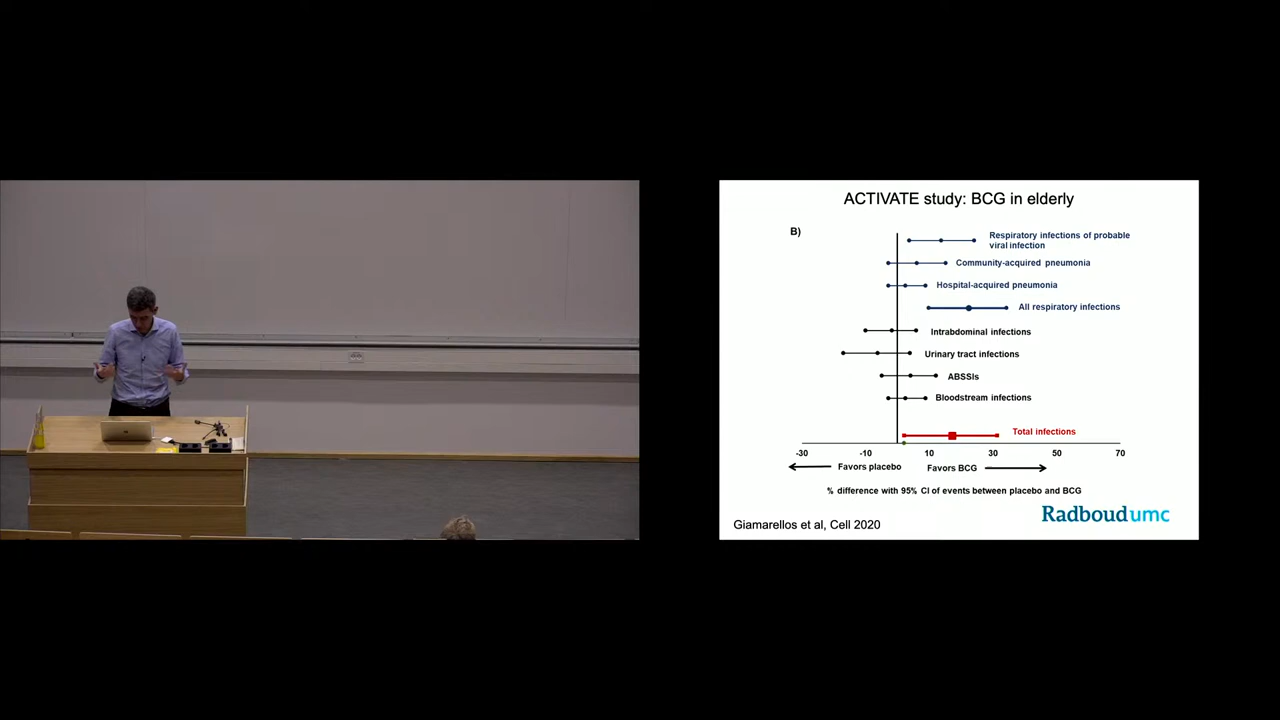 ACTIVATE study: BCG in elderly
B)
Respiratory infections of probable
viral infection
Community-acquired pneumonia
Hospital-acquired pneumonia
All respiratory infections
Intrabdominal infections
Urinary tract infections
ABSSIs
Bloodstream infections
Total infections
-30 -10 10 30 50 70
Favors placebo Favors BCG
% difference with 95% CI of events between placebo and BCG
Giamarellos et al, Cell 2020
Radboudumc